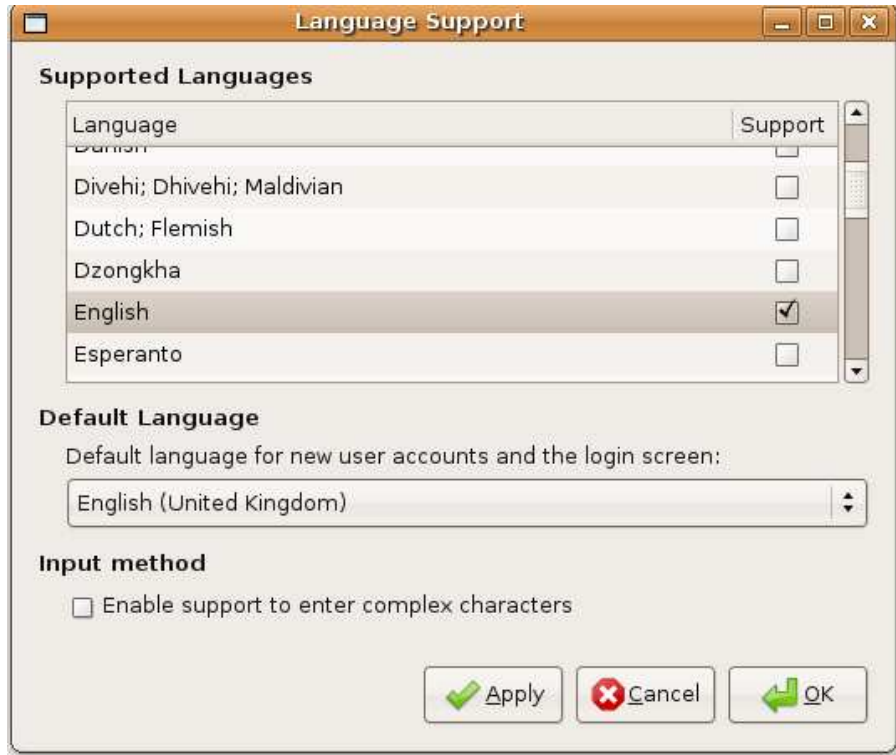 Language Support
Supported Languages
Language Support
Danish
Divehi; Dhivehi; Maldivian
Dutch; Flemish
Dzongkha
English
Esperanto
Default Language
Default language for new user accounts and the login screen:
English (United Kingdom)
Input method
Enable support to enter complex characters
Apply Cancel OK